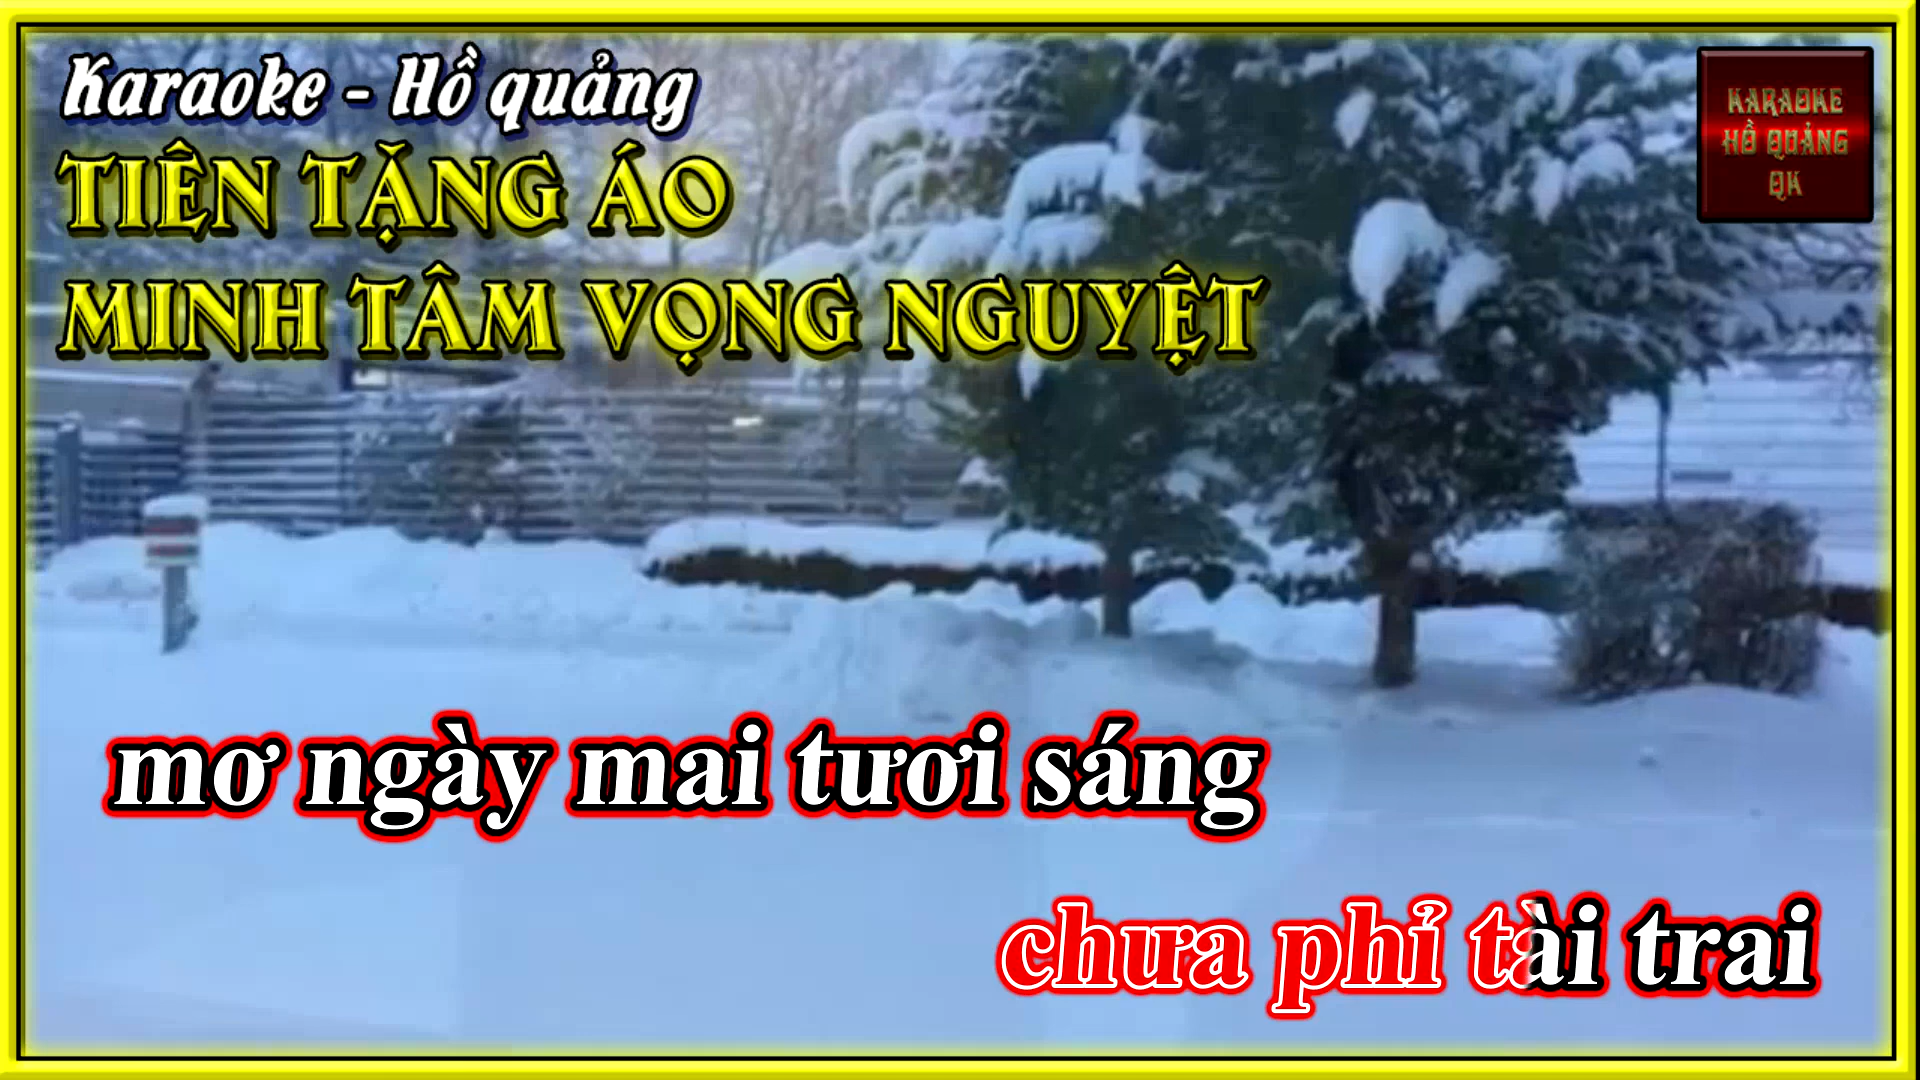 Karaoke - Hồ quảng
TIÊN TẶNG ÁO
MINH TÂM VỌNG NGUYỆT
KARAOKE
HỒ QUẢNG
QK
mơ ngày mai tươi sáng
chưa phỉ tài trai